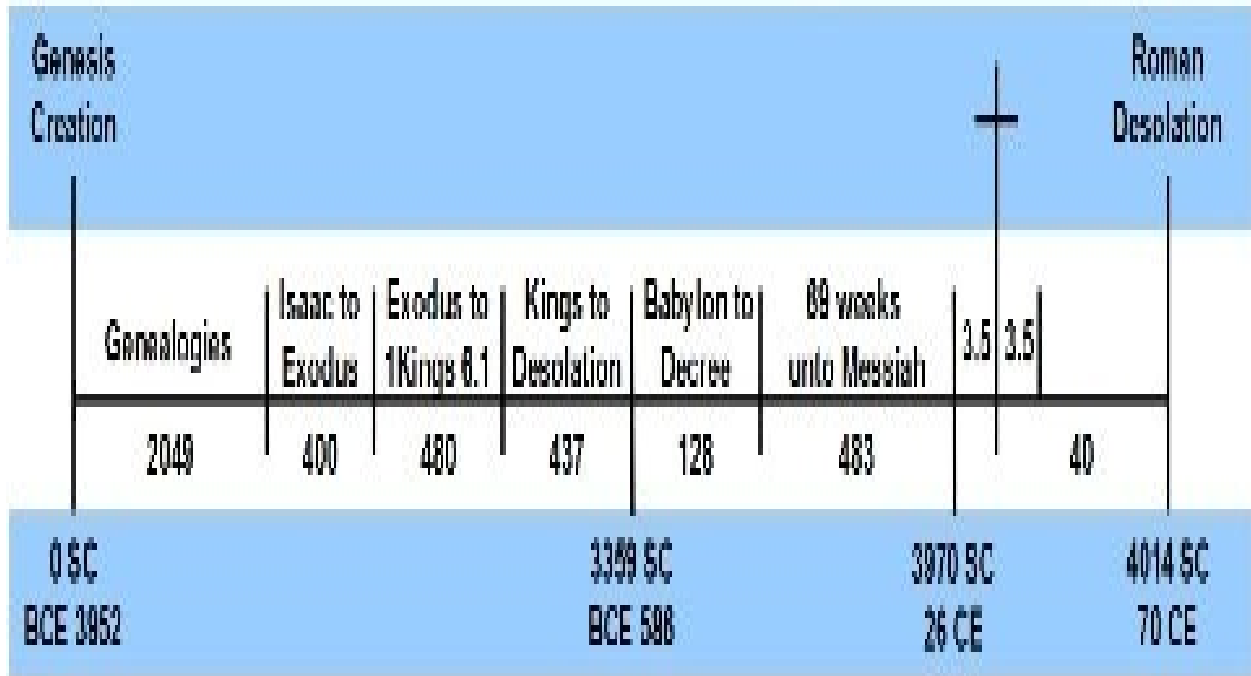 Genesis
Creation
Roman
Desolation
Genealogies
Isaac to
Exodus
Exodus to
1Kings 6.1
Kings to
Desolation
Babylon to
Decree
69 weeks
unto Messiah
3.5
3.5
2049
400
480
437
128
483
40
0 SC
BCE 3952
3359 SC
BCE 586
3970 SC
26 CE
4014 SC
70 CE